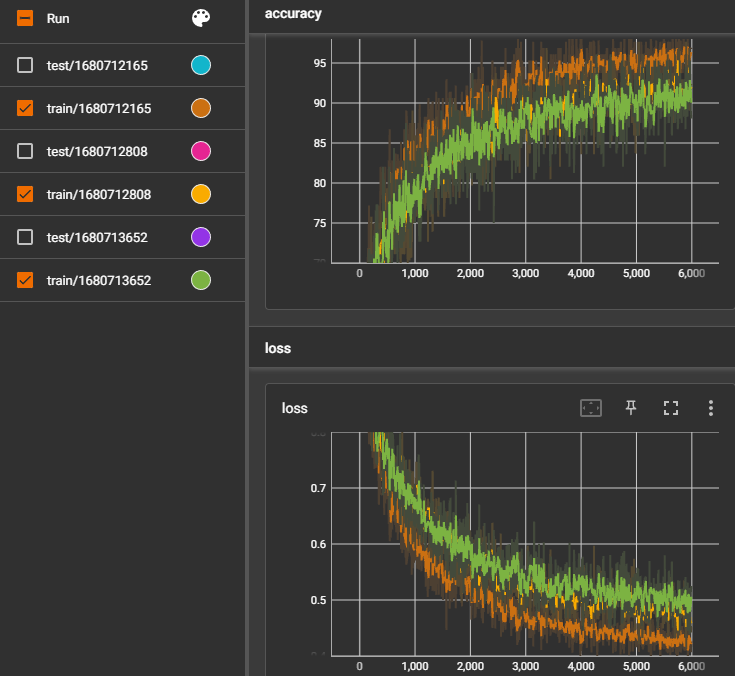 Run
test/1680712165
train/1680712165
test/1680712808
train/1680712808
test/1680713652
train/1680713652
accuracy
95
90
85
80
75
70
0 1,000 2,000 3,000 4,000 5,000 6,000
loss
loss
0.7
0.6
0.5
0 1,000 2,000 3,000 4,000 5,000 6,000